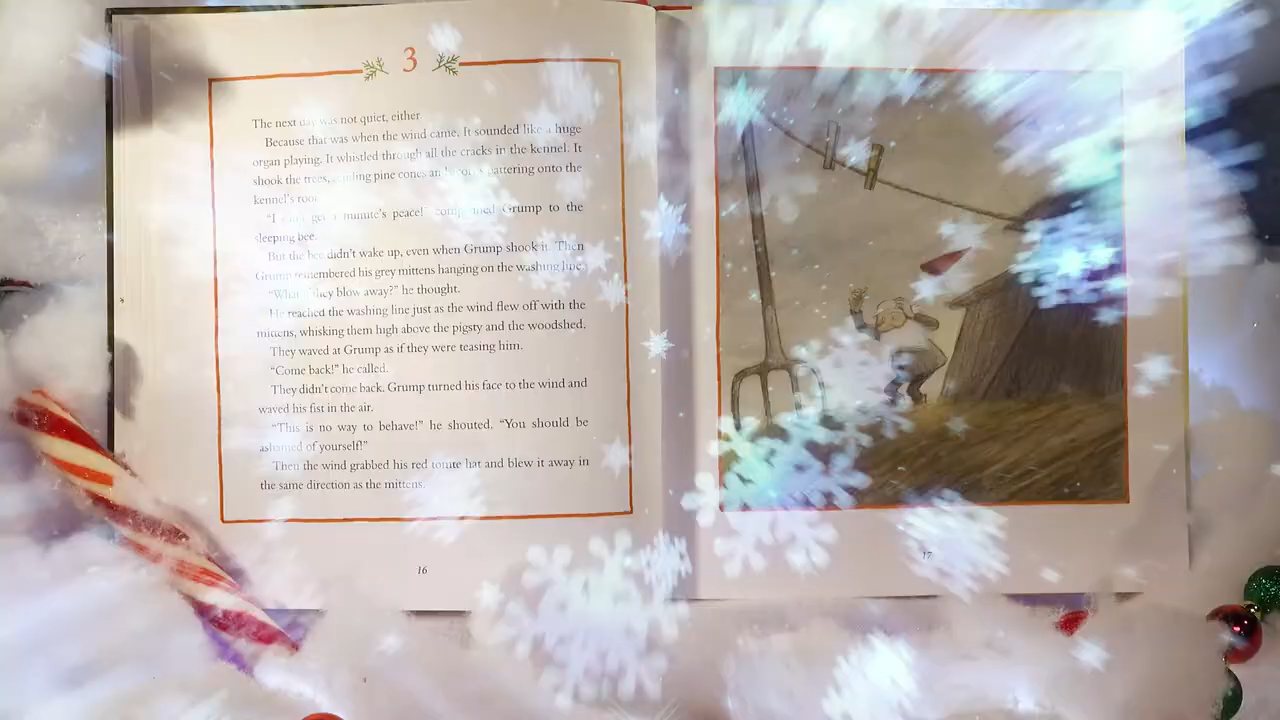 3
The next day was not quiet, either
Because that was when the wind came. It sounded like a huge
organ playing. It whistled through all the cracks in the kennel. It
shook the trees, pine cones pattering onto the
kennel's roof
"I get a minute's peace!" complained Grump to the
sleeping bee.
But the bee didn't wake up, even when Grump shook it. Then
Grump remembered his grey mittens hanging on the washing line.
"What they blow away?" he thought.
He reached the washing line just as the wind flew off with the
mittens, whisking them high above the pigsty and the woodshed.
They waved at Grump as if they were teasing him.
"Come back!" he called.
They didn't come back. Grump turned his face to the wind and
waved his fist in the air.
"This is no way to behave!" he shouted. "You should be
ashamed of yourself!"
Then the wind grabbed his red tomte hat and blew it away in
the same direction as the mittens.
16
17